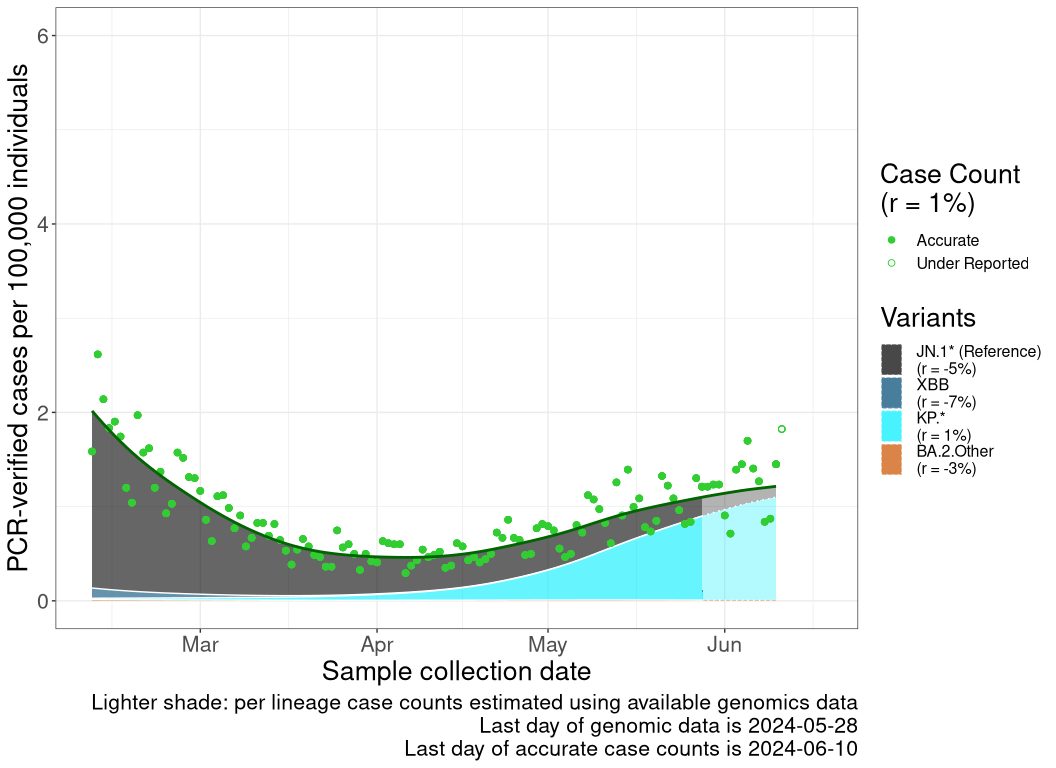 PCR-verified cases per 100,000 individuals
6
4
2
0
Mar
Apr
May
Jun
Sample collection date
Lighter shade: per lineage case counts estimated using available genomics data
Last day of genomic data is 2024-05-28
Last day of accurate case counts is 2024-06-10
Case Count
(r = 1%)
Accurate
Under Reported
Variants
JN.1* (Reference)
(r = -5%)
XBB
(r = -7%)
KP.*
(r = 1%)
BA.2.Other
(r = -3%)